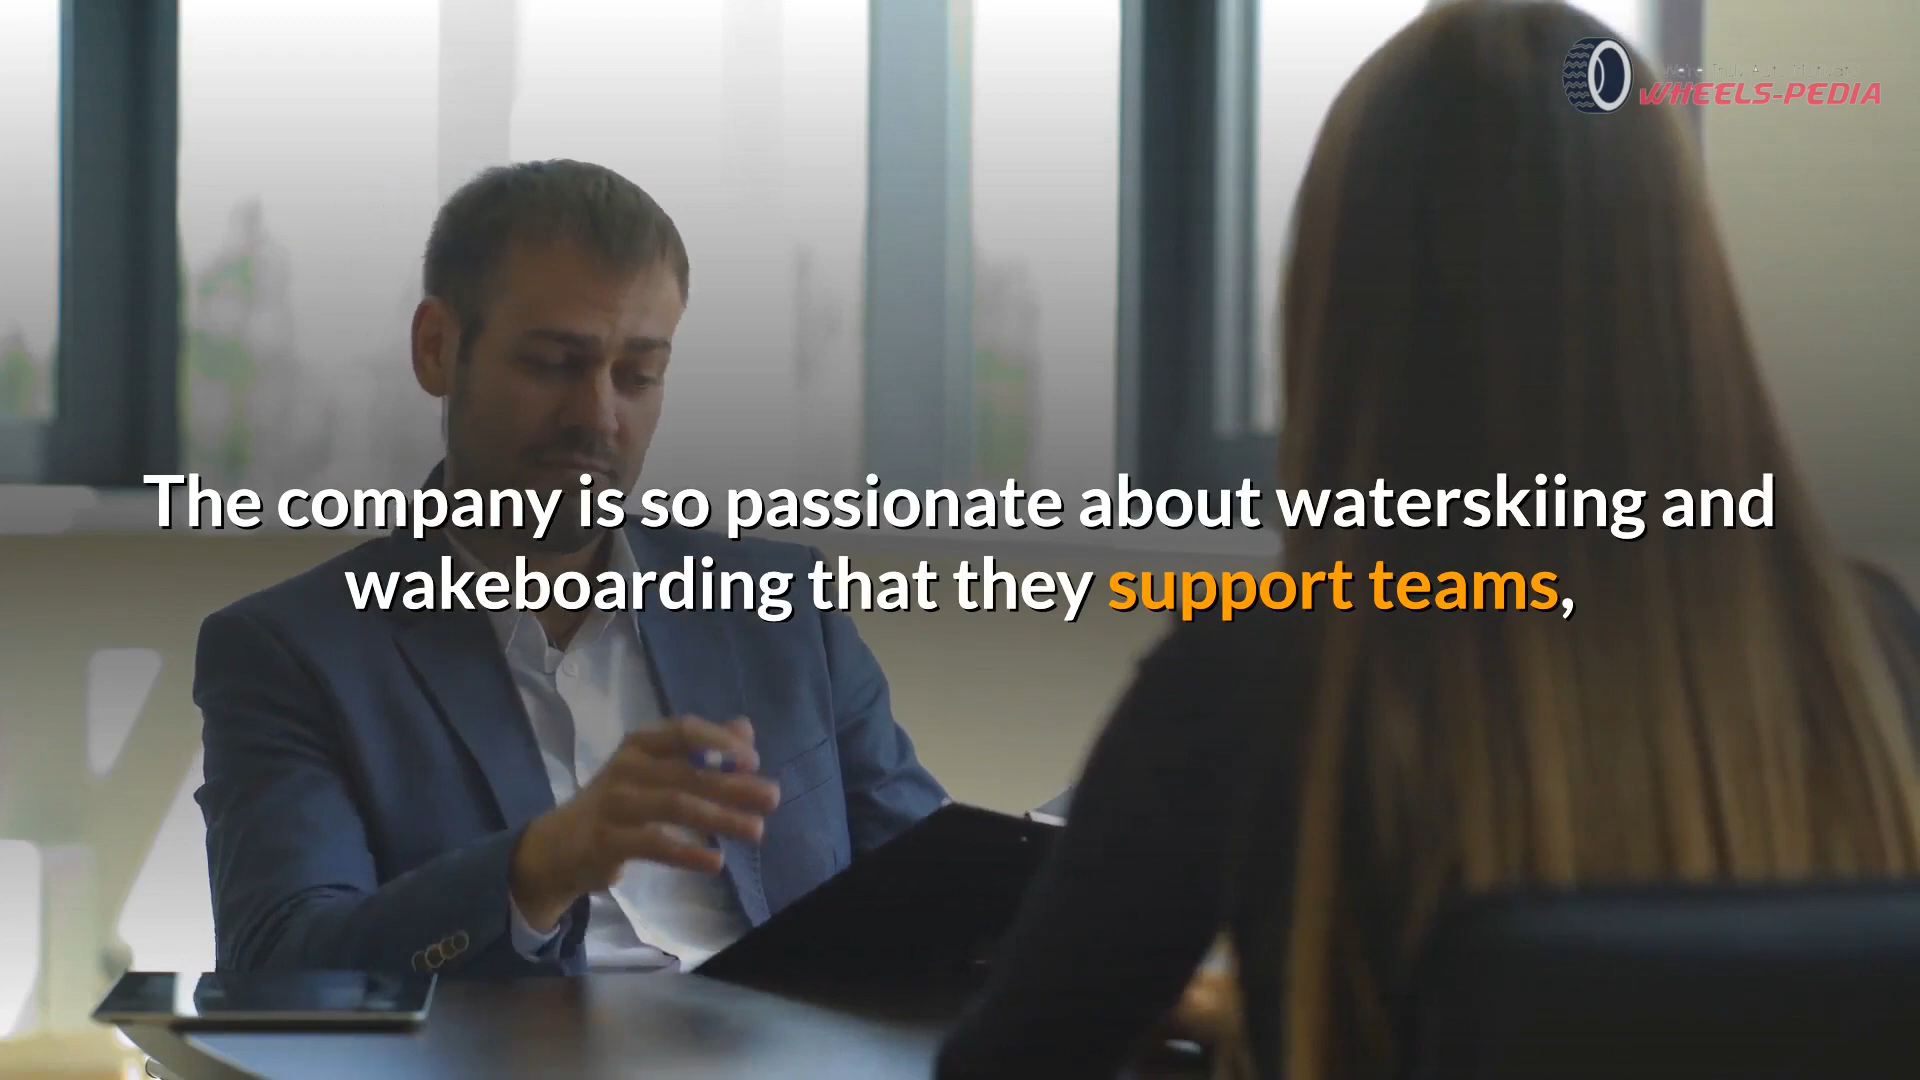 WHEELS-PEDIA
The company is so passionate about waterskiing and
wakeboarding that they support teams,